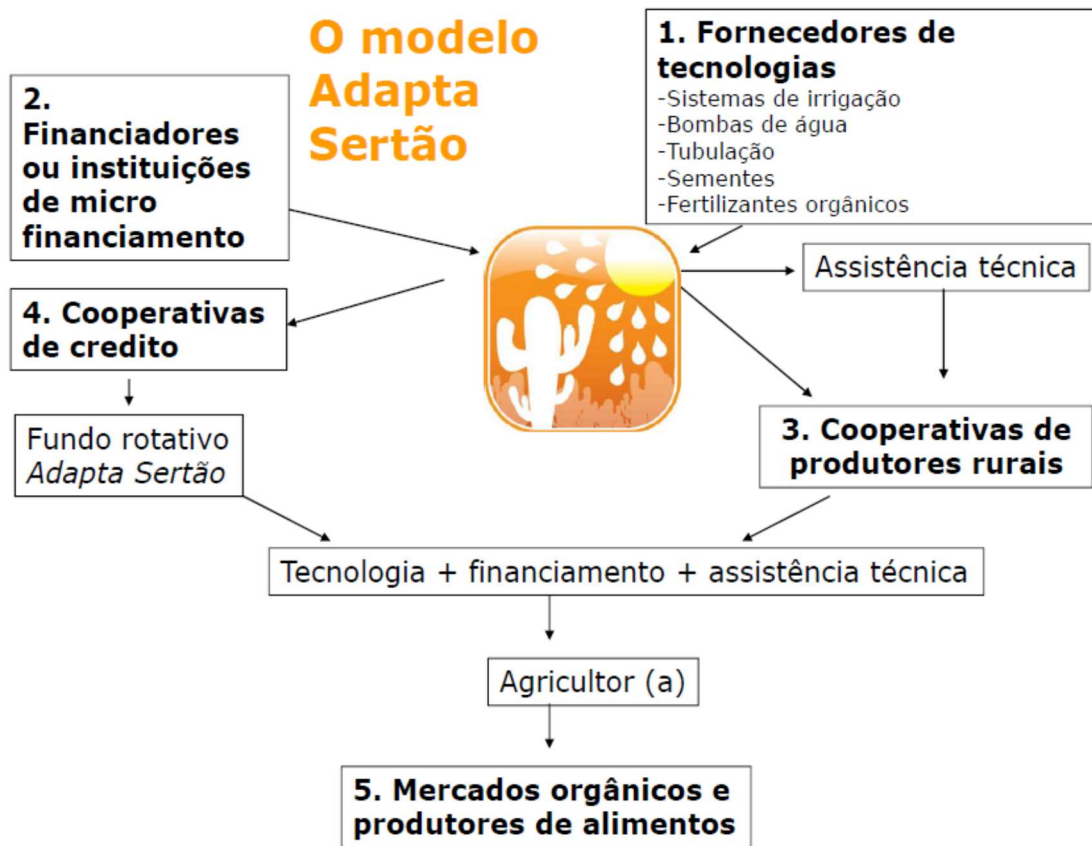 O modelo
Adapta
Sertão
1. Fornecedores de
tecnologias
-Sistemas de irrigação
-Bombas de água
-Tubulação
-Sementes
-Fertilizantes orgânicos
2.
Financiadores
ou instituições
de micro
financiamento
Assistência técnica
4. Cooperativas
de credito
3. Cooperativas de
produtores rurais
Fundo rotativo
Adapta Sertão
Tecnologia + financiamento + assistência técnica
Agricultor (a)
5. Mercados orgânicos e
produtores de alimentos